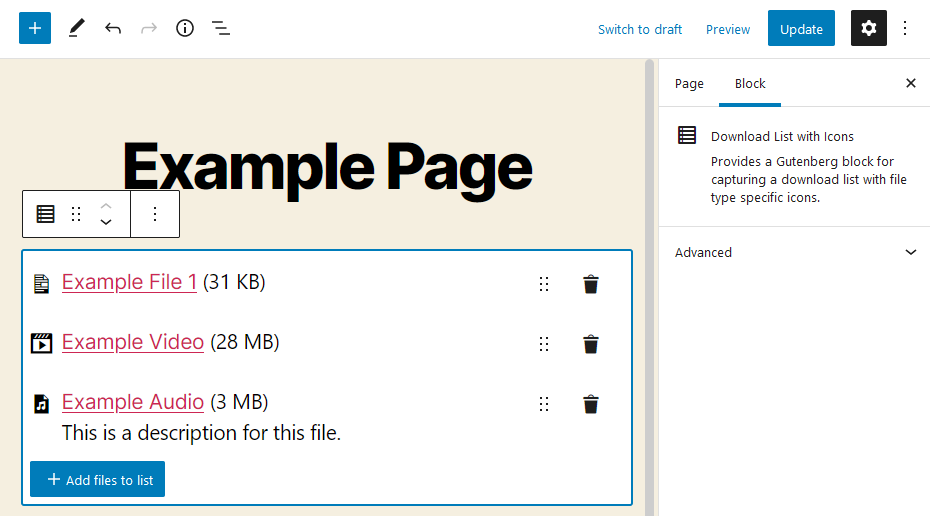 Switch to draft Preview Update
Page Block
Example Page
Download List with Icons
Provides a Gutenberg block for
capturing a download list with file
type specific icons.
Advanced
Example File 1 (31 KB)
Example Video (28 MB)
Example Audio (3 MB)
This is a description for this file.
Add files to list